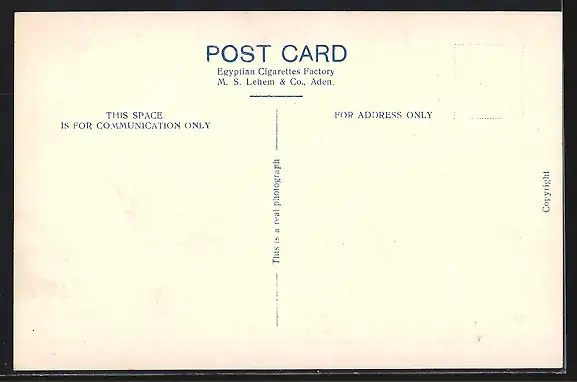 POST CARD
Egyptian Cigarettes Factory
M. S. Lehem & Co., Aden.
THIS SPACE
IS FOR COMMUNICATION ONLY
FOR ADDRESS ONLY
This is a real photograph
Copyright